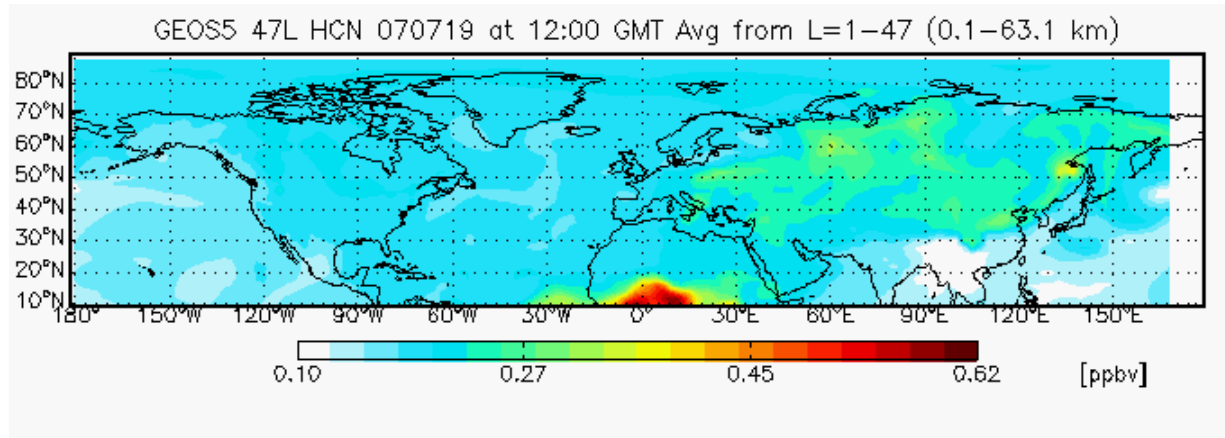 GEOS5 47L HCN 070719 at 12:00 GMT Avg from L=1-47 (0.1-63.1 km)
80°N
70°N
60°N
50°N
40°N
30°N
20°N
10°N
180° 150°W 120°W 90°W 60°W 30°W 0° 30°E 60°E 90°E 120°E 150°E
0.10 0.27 0.45 0.62 [ppbv]